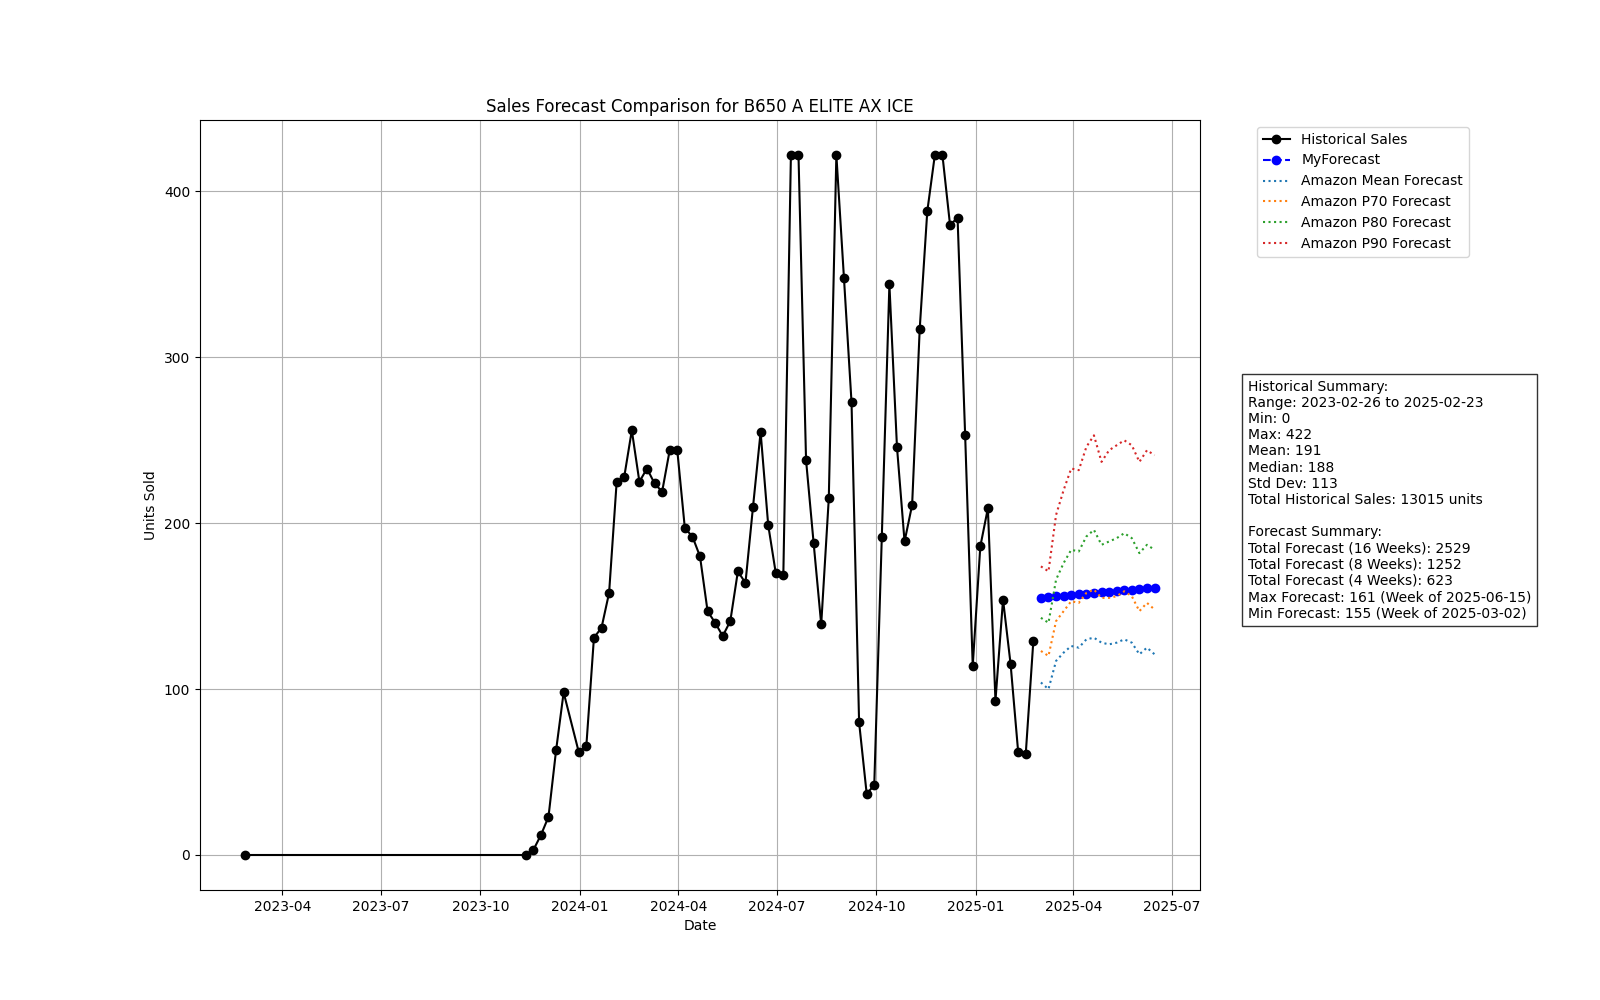 Sales Forecast Comparison for B650 A ELITE AX ICE
Historical Sales
MyForecast
Amazon Mean Forecast
Amazon P70 Forecast
Amazon P80 Forecast
Amazon P90 Forecast
400
300
200
100
0
Units Sold
Historical Summary:
Range: 2023-02-26 to 2025-02-23
Min: 0
Max: 422
Mean: 191
Median: 188
Std Dev: 113
Total Historical Sales: 13015 units
Forecast Summary:
Total Forecast (16 Weeks): 2529
Total Forecast (8 Weeks): 1252
Total Forecast (4 Weeks): 623
Max Forecast: 161 (Week of 2025-06-15)
Min Forecast: 155 (Week of 2025-03-02)
2023-04 2023-07 2023-10 2024-01 2024-04 2024-07 2024-10 2025-01 2025-04 2025-07
Date